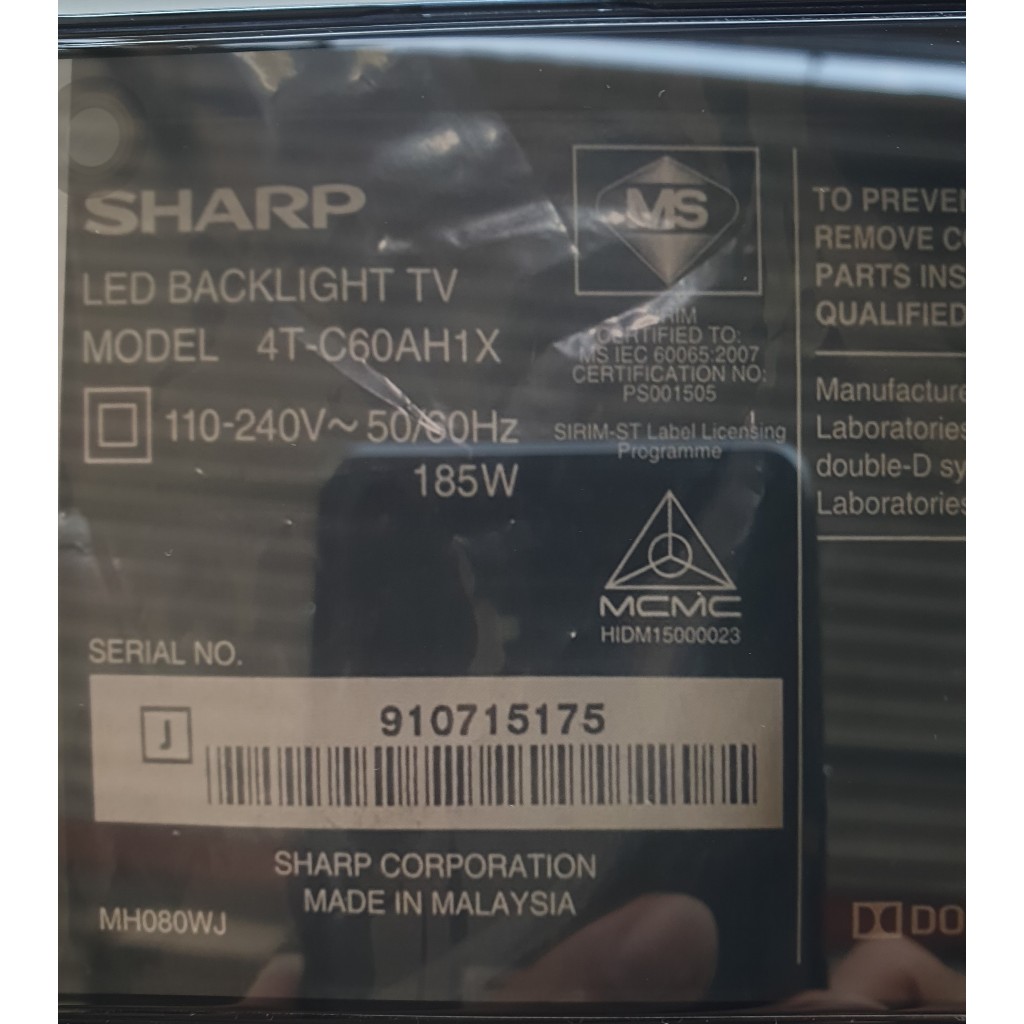 SHARP
LED BACKLIGHT TV
MODEL 4T-C60AH1X
110-240V~ 50/60Hz
185W
MS
CERTIFIED TO:
MS IEC 60065:2007
CERTIFICATION NO:
PS001505
SIRIM-ST Label Licensing
Programme
MCMC
HIDM15000023
SERIAL NO.
J
910715175
SHARP CORPORATION
MADE IN MALAYSIA
MH080WJ
TO PREVE
REMOVE
PARTS INS
QUALIFIED
Manufacture
Laboratories
double-D sy
Laboratories
DO